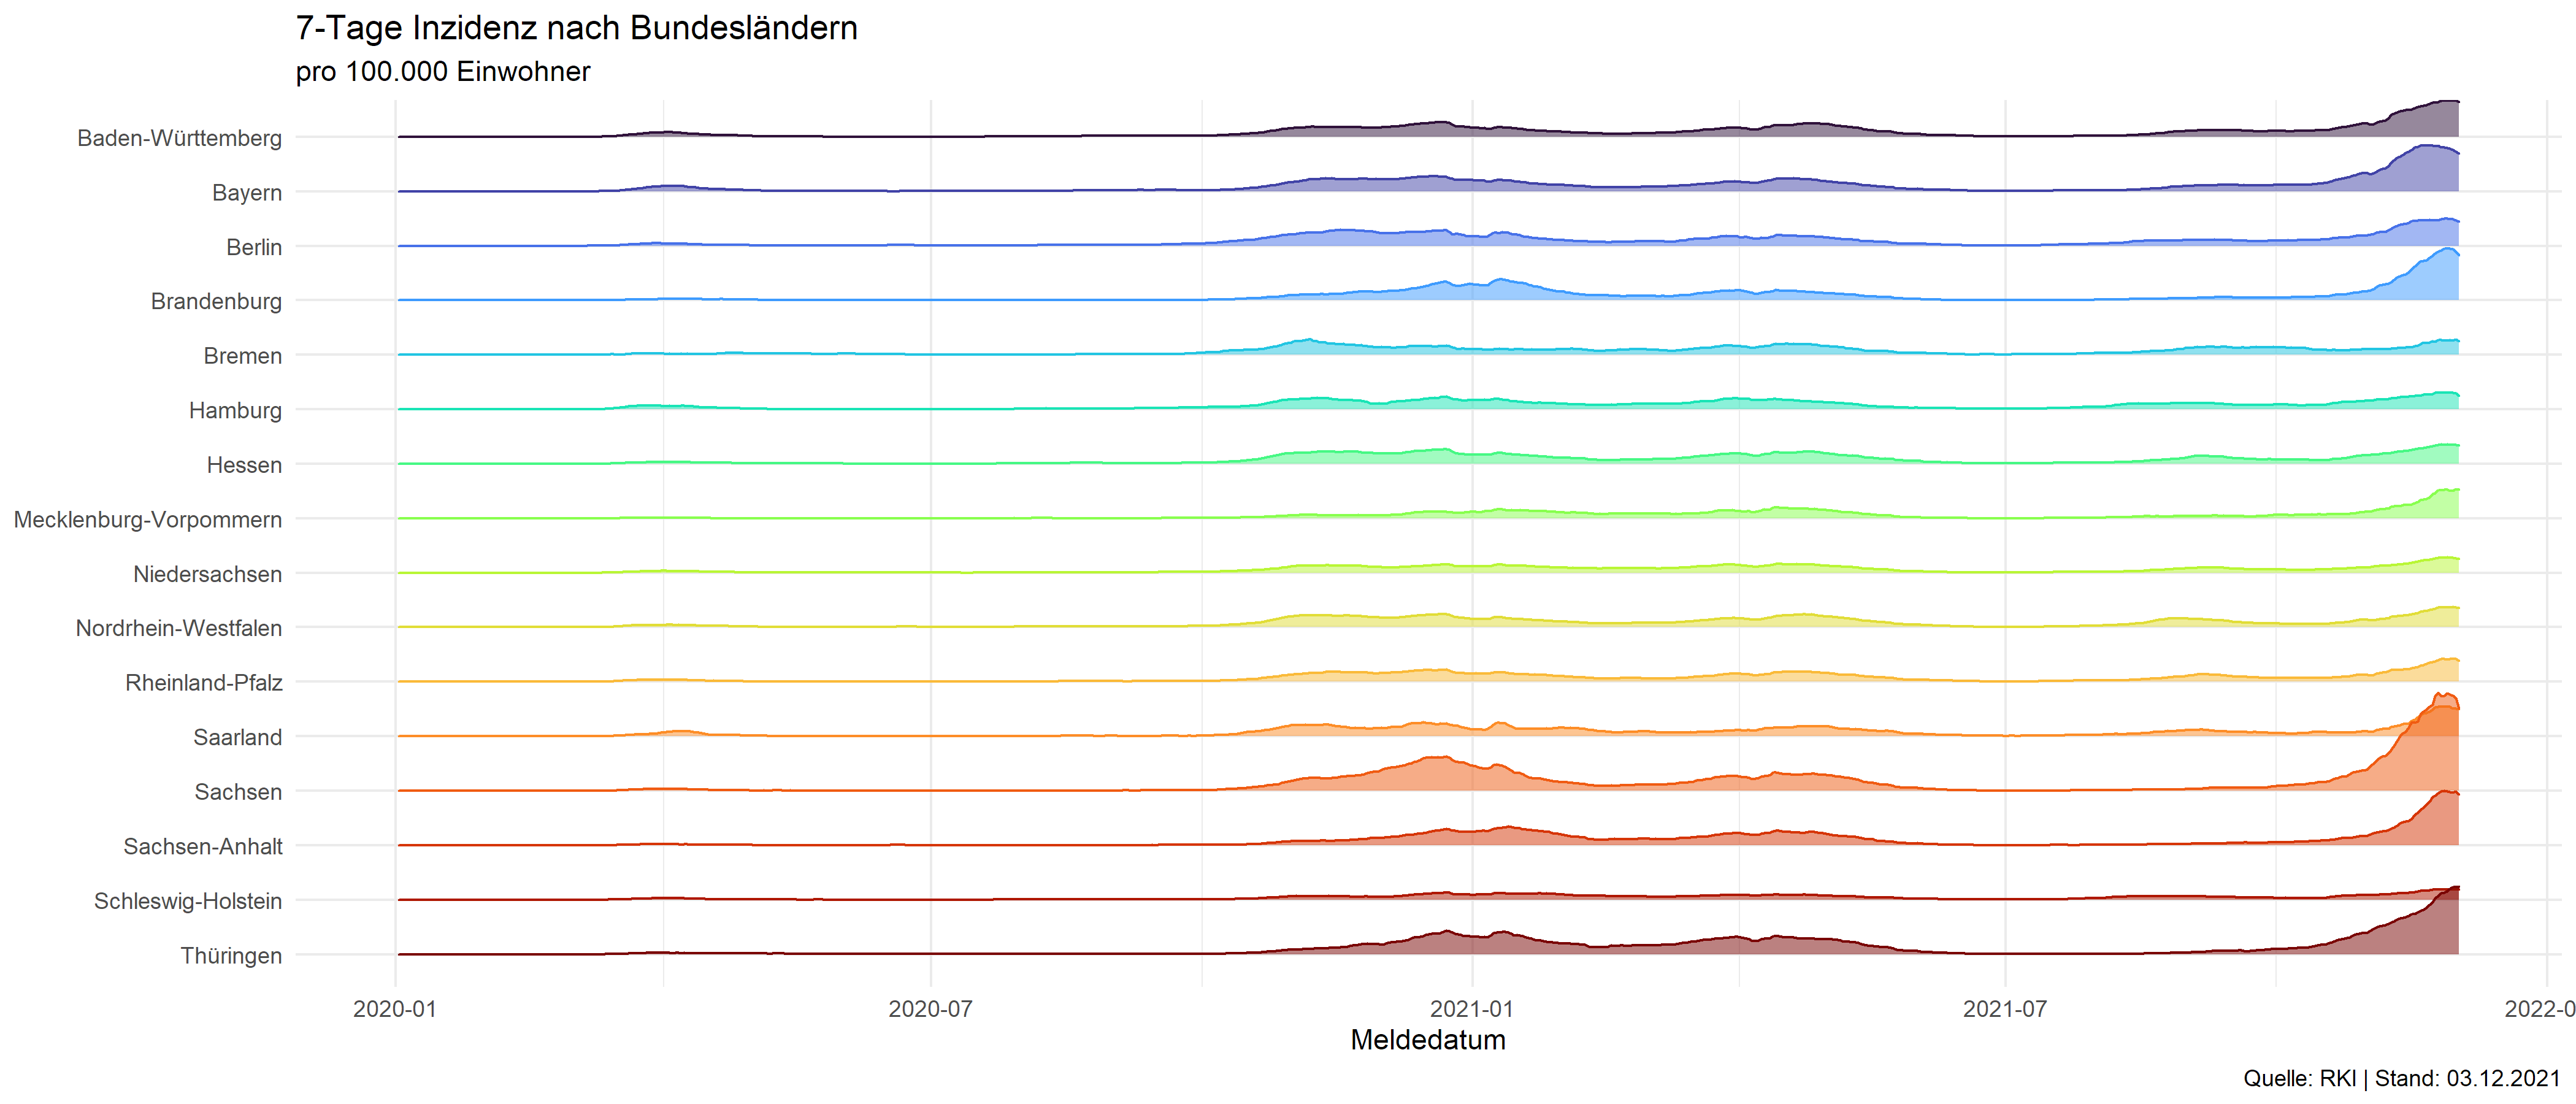 7-Tage Inzidenz nach Bundesländern
pro 100.000 Einwohner
Baden-Württemberg
Bayern
Berlin
Brandenburg
Bremen
Hamburg
Hessen
Mecklenburg-Vorpommern
Niedersachsen
Nordrhein-Westfalen
Rheinland-Pfalz
Saarland
Sachsen
Sachsen-Anhalt
Schleswig-Holstein
Thüringen
2020-01 2020-07 2021-01 2021-07 2022-0
Meldedatum
Quelle: RKI | Stand: 03.12.2021